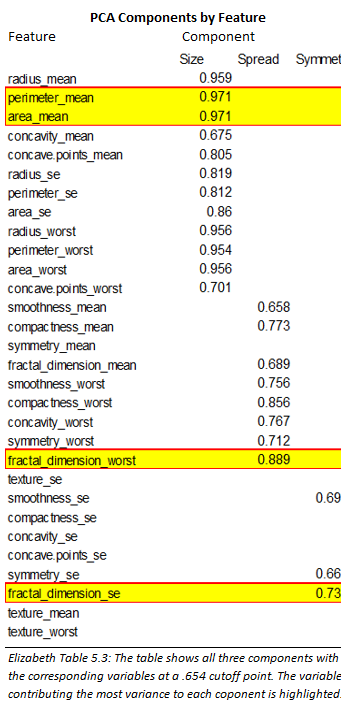 PCA Components by Feature
Feature Component
Size Spread Symmet
radius_mean 0.959
perimeter_mean 0.971
area_mean 0.971
concavity_mean 0.675
concave.points_mean 0.805
radius_se 0.819
perimeter_se 0.812
area_se 0.86
radius_worst 0.956
perimeter_worst 0.954
area_worst 0.956
concave.points_worst 0.701
smoothness_mean 0.658
compactness_mean 0.773
symmetry_mean
fractal_dimension_mean 0.689
smoothness_worst 0.756
compactness_worst 0.856
concavity_worst 0.767
symmetry_worst 0.712
fractal_dimension_worst 0.889
texture_se
smoothness_se 0.69
compactness_se
concavity_se
concave.points_se
symmetry_se 0.66
fractal_dimension_se 0.73
texture_mean
texture_worst
Elizabeth Table 5.3: The table shows all three components with
the corresponding variables at a .654 cutoff point. The variable
contributing the most variance to each coponent is highlighted.